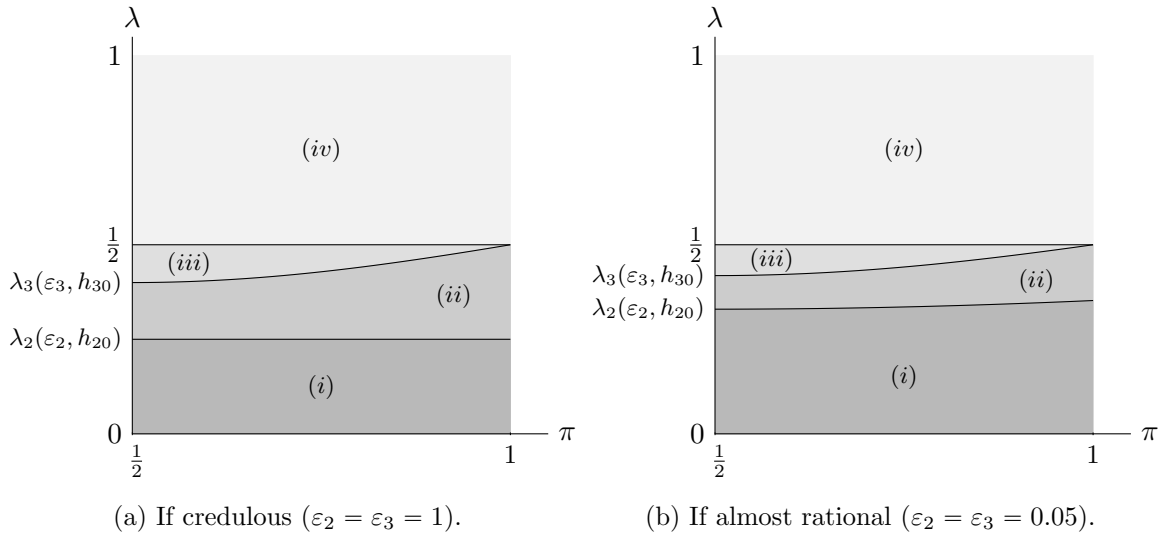 λ
1
(iv)
1/2
(iii)
λ₃(ε₃, h₃₀)
(ii)
λ₂(ε₂, h₂₀)
(i)
0
π
1/2
1
(a) If credulous (ε₂ = ε₃ = 1).
λ
1
(iv)
1/2
(iii)
λ₃(ε₃, h₃₀)
(ii)
λ₂(ε₂, h₂₀)
(i)
0
π
1/2
1
(b) If almost rational (ε₂ = ε₃ = 0.05).